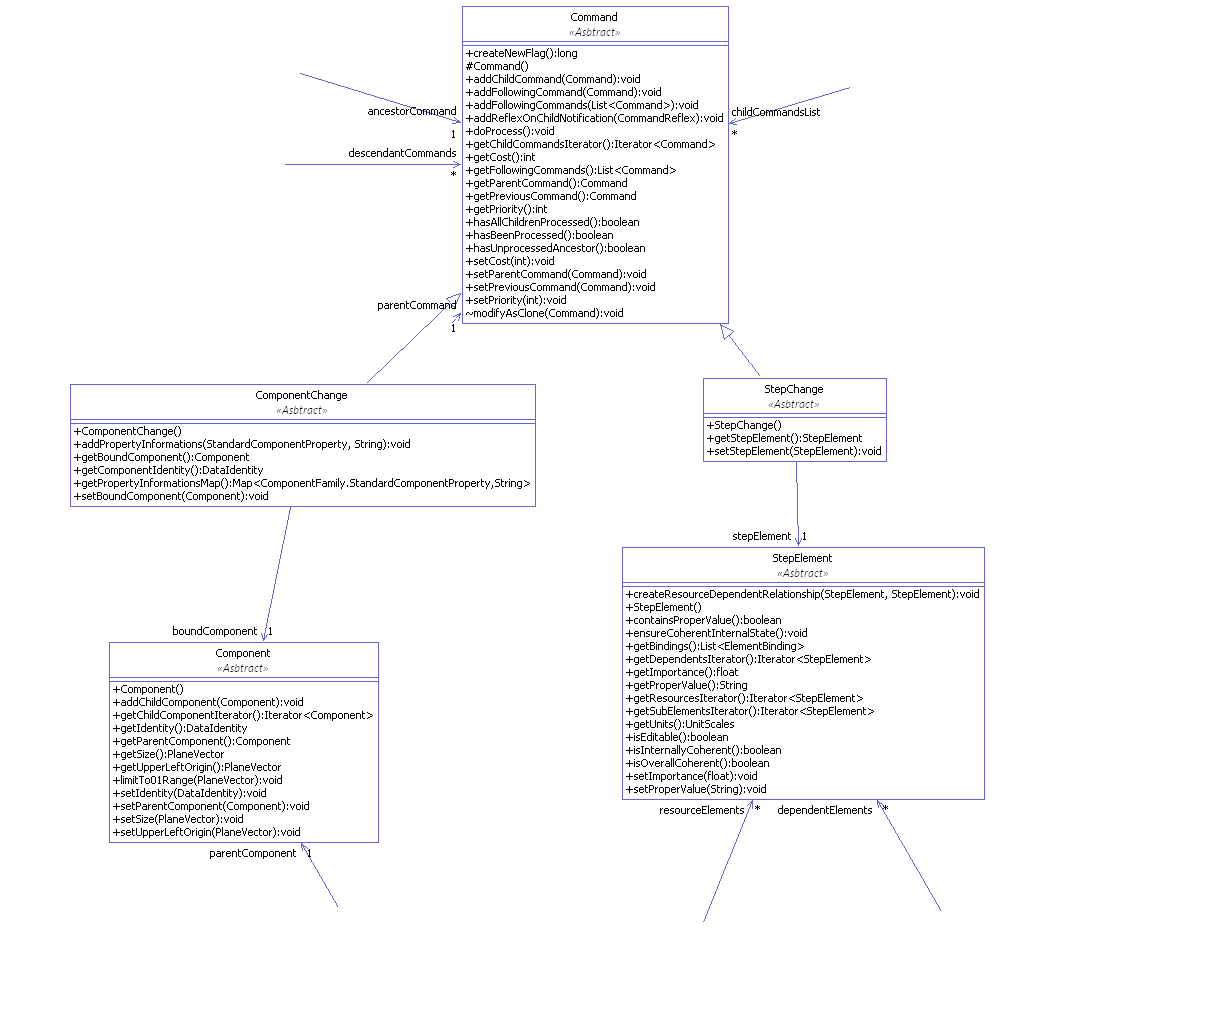 Command
«Asbtract»
+createNewFlag():long
#Command()
+addChildCommand(Command):void
+addFollowingCommand(Command):void
+addFollowingCommands(List<Command>):void
+addReflexOnChildNotification(CommandReflex):void
+doProcess():void
+getChildCommandsIterator():Iterator<Command>
+getCost():int
+getFollowingCommands():List<Command>
+getParentCommand():Command
+getPreviousCommand():Command
+getPriority():int
+hasAllChildrenProcessed():boolean
+hasBeenProcessed():boolean
+hasUnprocessedAncestor():boolean
+setCost(int):void
+setParentCommand(Command):void
+setPreviousCommand(Command):void
+setPriority(int):void
~modifyAsClone(Command):void
ancestorCommand
1
descendantCommands
*
childCommandsList
*
parentCommand
1
ComponentChange
«Asbtract»
+ComponentChange()
+addPropertyInformations(StandardComponentProperty, String):void
+getBoundComponent():Component
+getComponentIdentity():DataIdentity
+getPropertyInformationsMap():Map<ComponentFamily.StandardComponentProperty,String>
+setBoundComponent(Component):void
StepChange
«Asbtract»
+StepChange()
+getStepElement():StepElement
+setStepElement(StepElement):void
stepElement 1
StepElement
«Asbtract»
+createResourceDependentRelationship(StepElement, StepElement):void
+StepElement()
+containsProperValue():boolean
+ensureCoherentInternalState():void
+getBindings():List<ElementBinding>
+getDependentsIterator():Iterator<StepElement>
+getImportance():float
+getProperValue():String
+getResourcesIterator():Iterator<StepElement>
+getSubElementsIterator():Iterator<StepElement>
+getUnits():UnitScales
+isEditable():boolean
+isInternallyCoherent():boolean
+isOverallCoherent():boolean
+setImportance(float):void
+setProperValue(String):void
resourceElements * dependentElements *
boundComponent 1
Component
«Asbtract»
+Component()
+addChildComponent(Component):void
+getChildComponentIterator():Iterator<Component>
+getIdentity():DataIdentity
+getParentComponent():Component
+getSize():PlaneVector
+getUpperLeftOrigin():PlaneVector
+limitTo01Range(PlaneVector):void
+setIdentity(DataIdentity):void
+setParentComponent(Component):void
+setSize(PlaneVector):void
+setUpperLeftOrigin(PlaneVector):void
parentComponent 1